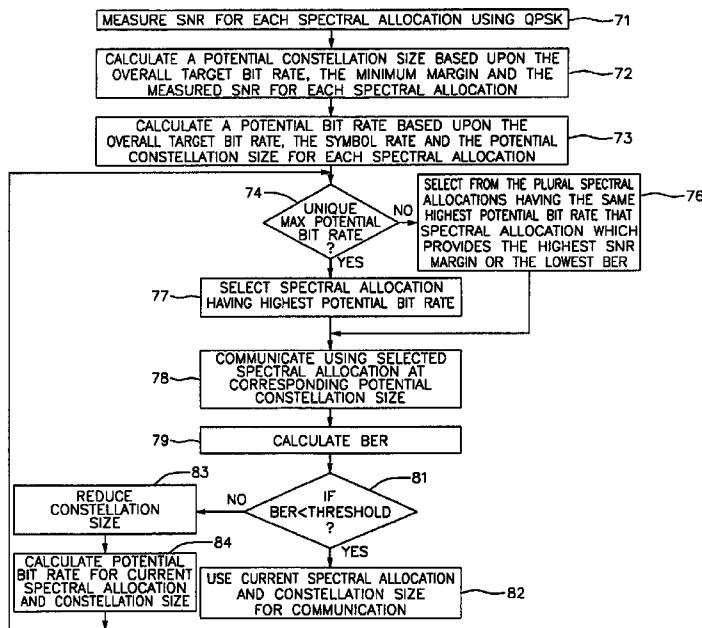 MEASURE SNR FOR EACH SPECTRAL ALLOCATION USING QPSK
71
CALCULATE A POTENTIAL CONSTELLATION SIZE BASED UPON THE
OVERALL TARGET BIT RATE, THE MINIMUM MARGIN AND THE
MEASURED SNR FOR EACH SPECTRAL ALLOCATION
72
CALCULATE A POTENTIAL BIT RATE BASED UPON THE
OVERALL TARGET BIT RATE, THE SYMBOL RATE AND THE POTENTIAL
CONSTELLATION SIZE FOR EACH SPECTRAL ALLOCATION
73
74
UNIQUE
MAX POTENTIAL
BIT RATE
?
NO
YES
SELECT FROM THE PLURAL SPECTRAL
ALLOCATIONS HAVING THE SAME
HIGHEST POTENTIAL BIT RATE THAT
SPECTRAL ALLOCATION WHICH
PROVIDES THE HIGHEST SNR
MARGIN OR THE LOWEST BER
76
77
SELECT SPECTRAL ALLOCATION
HAVING HIGHEST POTENTIAL BIT RATE
78
COMMUNICATE USING SELECTED
SPECTRAL ALLOCATION AT
CORRESPONDING POTENTIAL
CONSTELLATION SIZE
79
CALCULATE BER
81
IF
BER<THRESHOLD
?
NO
YES
83
REDUCE
CONSTELLATION
SIZE
84
CALCULATE POTENTIAL
BIT RATE FOR CURRENT
SPECTRAL ALLOCATION
AND CONSTELLATION SIZE
USE CURRENT SPECTRAL ALLOCATION
AND CONSTELLATION SIZE
FOR COMMUNICATION
82